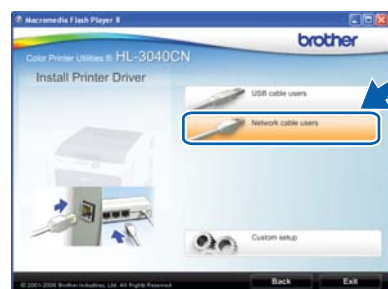 Macromedia Flash Player 8
brother
Color Printer Utilities © HL-3040CN
Install Printer Driver
USB cable users
Network cable users
Custom setup
© 2001-2008 Brother Industries, Ltd. All Rights Reserved.
Back
Exit